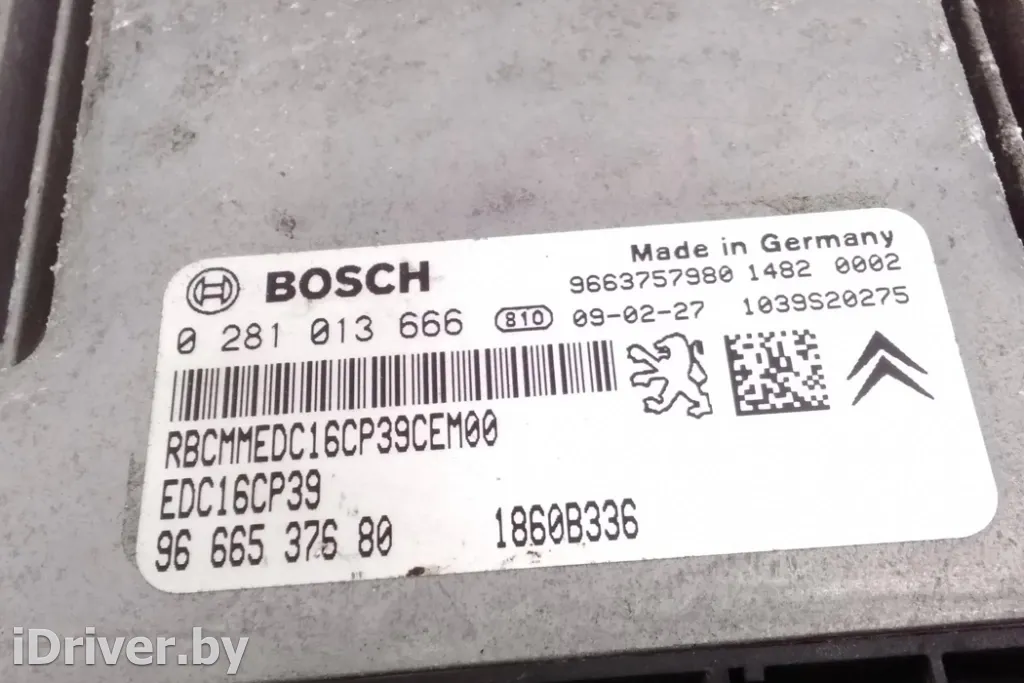 Made in Germany
BOSCH
9663757980 1482 0002
0 281 013 666 810 09-02-27 1039S20275
RBCMMEDC16CP39CEM00
EDC16CP39
96 665 376 80 1860B336
iDriver.by